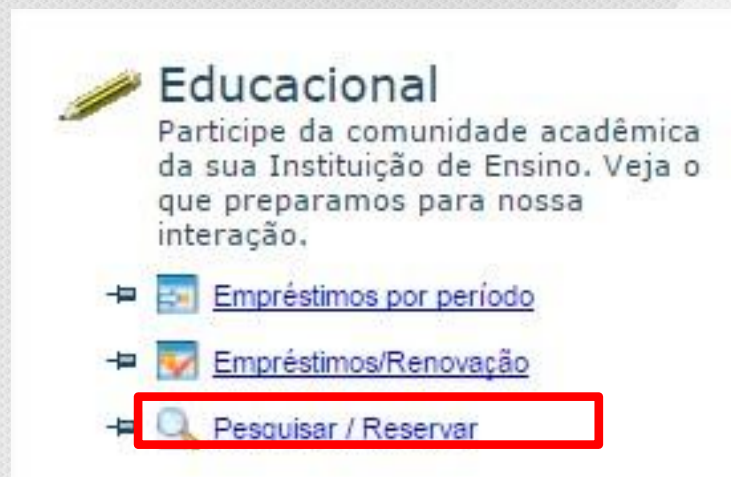 Educacional
Participe da comunidade acadêmica
da sua Instituição de Ensino. Veja o
que preparamos para nossa
interação.
Empréstimos por período
Empréstimos/Renovação
Pesquisar / Reservar